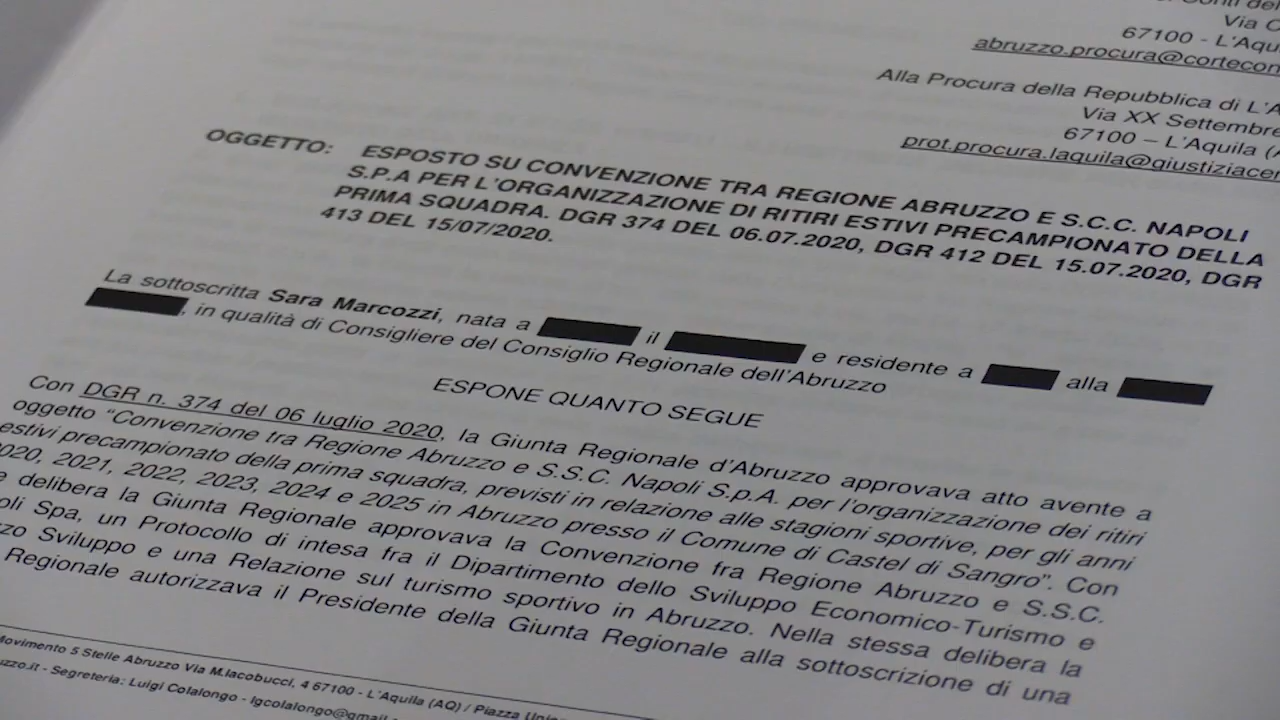 Via
67100 - L'Aqu
abruzzo.procura@cortecon
Alla Procura della Repubblica di L'A
Via XX Settembre
67100 – L'Aquila (A
prot.procura.laquila@giustiziacer
OGGETTO: ESPOSTO SU CONVENZIONE TRA REGIONE ABRUZZO E S.C.C. NAPOLI
S.P.A PER L'ORGANIZZAZIONE DI RITIRI ESTIVI PRECAMPIONATO DELLA
PRIMA SQUADRA. DGR 374 DEL 06.07.2020, DGR 412 DEL 15.07.2020, DGR
413 DEL 15/07/2020.
La sottoscritta Sara Marcozzi, nata a il e residente a alla
, in qualità di Consigliere del Consiglio Regionale dell'Abruzzo
ESPONE QUANTO SEGUE
Con DGR n. 374 del 06 luglio 2020, la Giunta Regionale d'Abruzzo approvava atto avente a
oggetto "Convenzione tra Regione Abruzzo e S.S.C. Napoli S.p.A. per l'organizzazione dei ritiri
estivi precampionato della prima squadra, previsti in relazione alle stagioni sportive, per gli anni
2020, 2021, 2022, 2023, 2024 e 2025 in Abruzzo presso il Comune di Castel di Sangro". Con
e delibera la Giunta Regionale approvava la Convenzione fra Regione Abruzzo e S.S.C.
oli Spa, un Protocollo di intesa fra il Dipartimento dello Sviluppo Economico-Turismo e
zzo Sviluppo e una Relazione sul turismo sportivo in Abruzzo. Nella stessa delibera la
Regionale autorizzava il Presidente della Giunta Regionale alla sottoscrizione di una
Movimento 5 Stelle Abruzzo Via M.Iacobucci, 4 67100 - L'Aquila (AQ) / Piazza Unio
uzzo.it - Segreteria: Luigi Colalongo - lgcolalongo@gmail